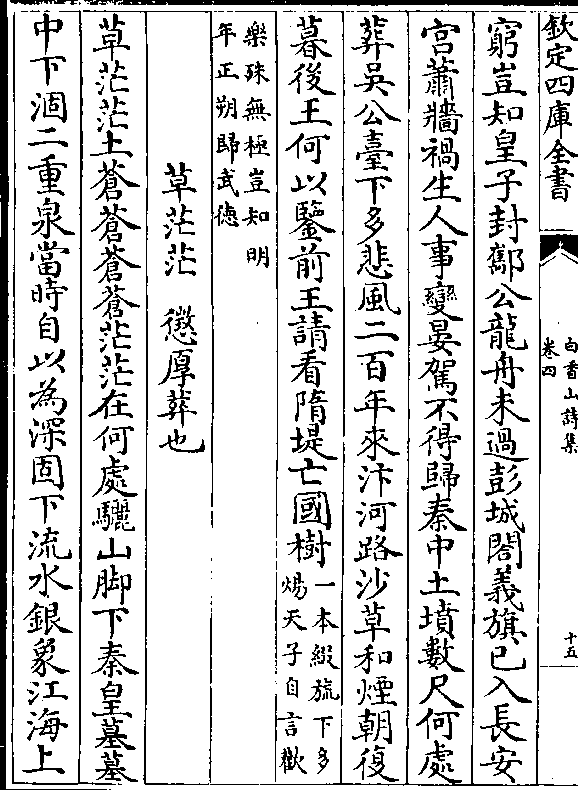 欽定四庫全書
白香山詩集
卷四
十五
窮豈知皇子封酅公龍舟未過彭城閤義旗已入長安
宮蕭牆禍生人事變晏駕不得歸秦中土墳數尺何處
葬吳公臺下多悲風二百年來汴河路沙草和煙朝復
暮後王何以鑒前王請看隋堤亡國樹一本綴旒下多
煬天子自言歡
樂殊無極豈知明
年正朔歸武德
草茫茫 懲厚葬也
草茫茫土蒼蒼蒼蒼茫茫在何處驪山脚下秦皇墓墓
中下涸二重泉當時自以為深固下流水銀象江海上